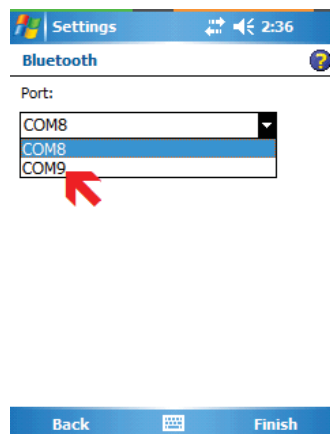 Settings 2:36
Bluetooth ?
Port:
COM8
COM8
COM9
Back Finish